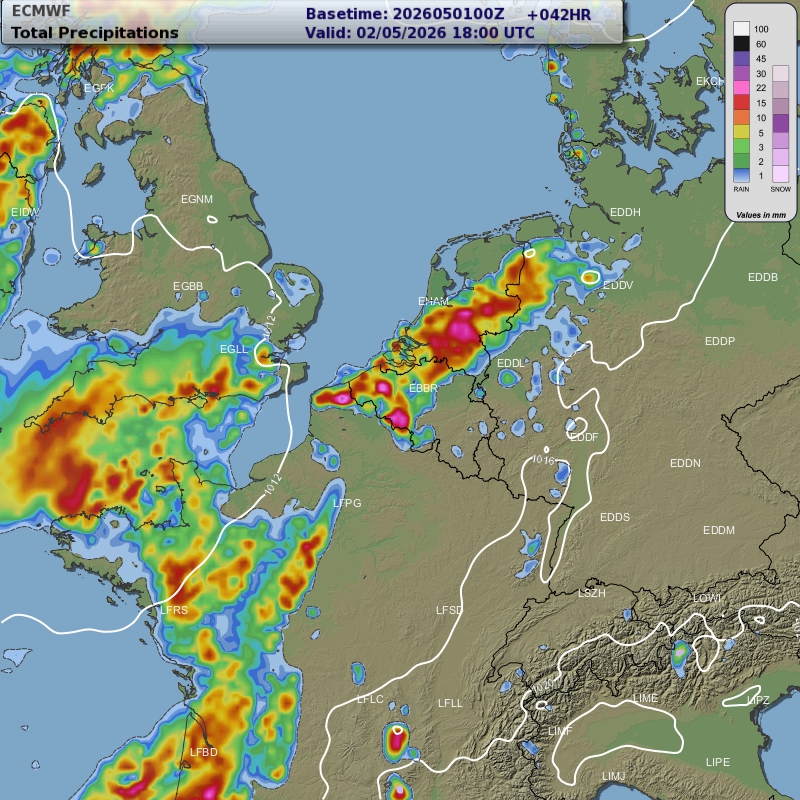 ECMWF
Basetime: 2026050100Z +042HR
Total Precipitations
Valid: 02/05/2026 18:00 UTC
100
60
45
30
22
15
10
5
3
2
1
RAIN
SNOW
Values in mm
EGPK
EKCH
EIDW
EGNM
EDDH
EGBB
EDDV
EDDB
EHAM
1012
EGLL
EDDP
EDDL
EBBR
EDDF
1016
EDDN
1012
LFPG
EDDS
EDDM
LFRS
LFSD
LSZH
LOWI
1020
LFLC
LFLL
LIME
LIPZ
LIMF
LFBD
LIPE
LIMJ